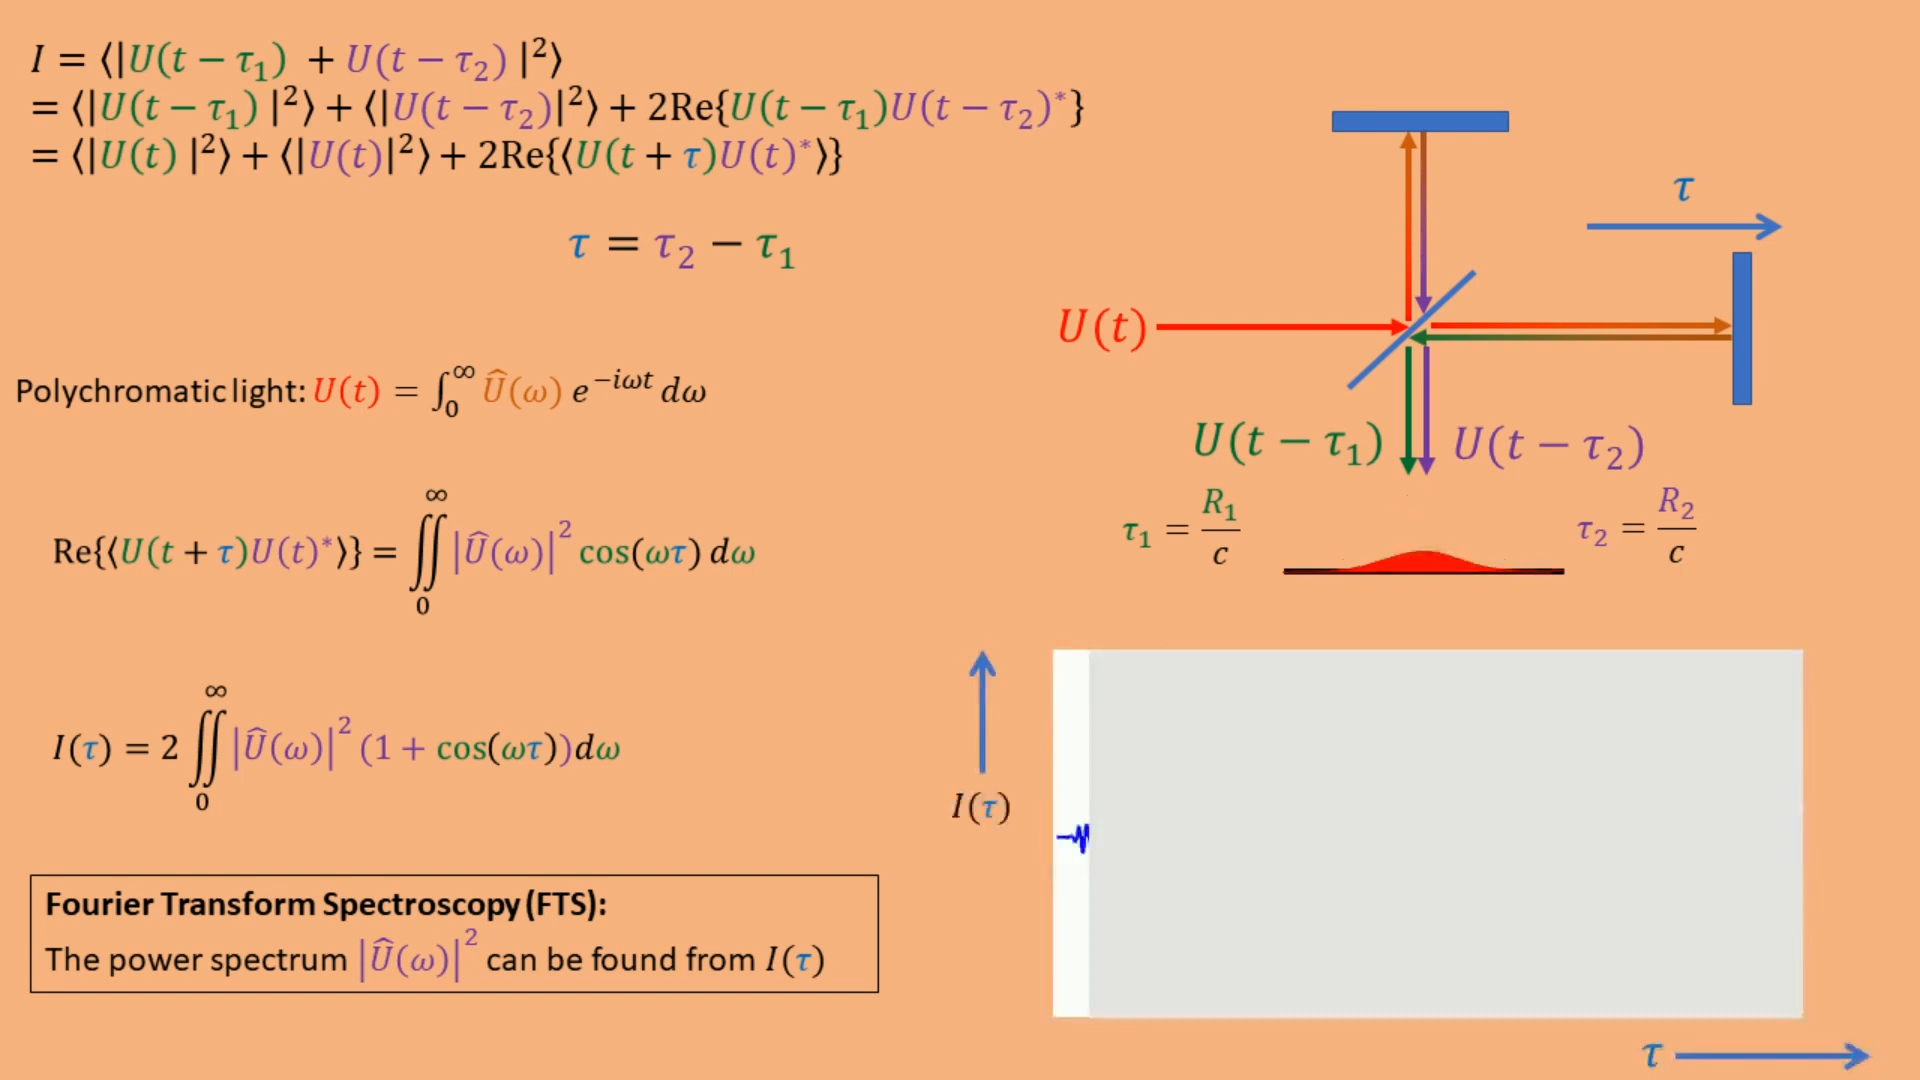 I = ⟨|U(t − τ₁) + U(t − τ₂) |²⟩
= ⟨|U(t − τ₁) |²⟩ + ⟨|U(t − τ₂)|²⟩ + 2Re{U(t − τ₁)U(t − τ₂)*}
= ⟨|U(t) |²⟩ + ⟨|U(t)|²⟩ + 2Re{⟨U(t + τ)U(t)*⟩}
τ = τ₂ − τ₁
Polychromatic light: U(t) = ∫₀^∞ Û(ω) e^{−iωt} dω
Re{⟨U(t + τ)U(t)*⟩} = ∬₀^∞ |Û(ω)|² cos(ωτ) dω
I(τ) = 2 ∬₀^∞ |Û(ω)|² (1 + cos(ωτ))dω
Fourier Transform Spectroscopy (FTS):
The power spectrum |Û(ω)|² can be found from I(τ)
τ
U(t)
U(t − τ₁) U(t − τ₂)
τ₁ = R₁/c τ₂ = R₂/c
I(τ)
τ